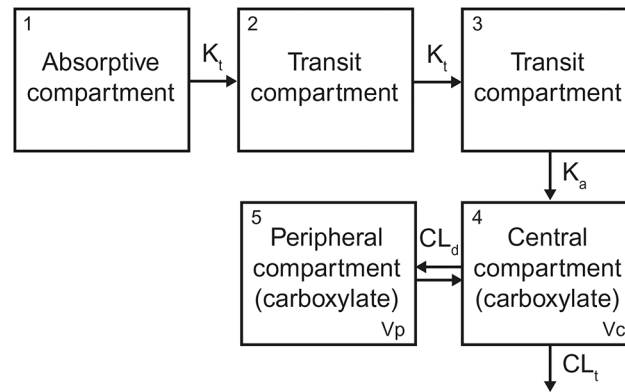 1
Absorptive
compartment
Kt
2
Transit
compartment
Kt
3
Transit
compartment
Ka
5
Peripheral
compartment
(carboxylate)
Vp
CLd
4
Central
compartment
(carboxylate)
Vc
CLt